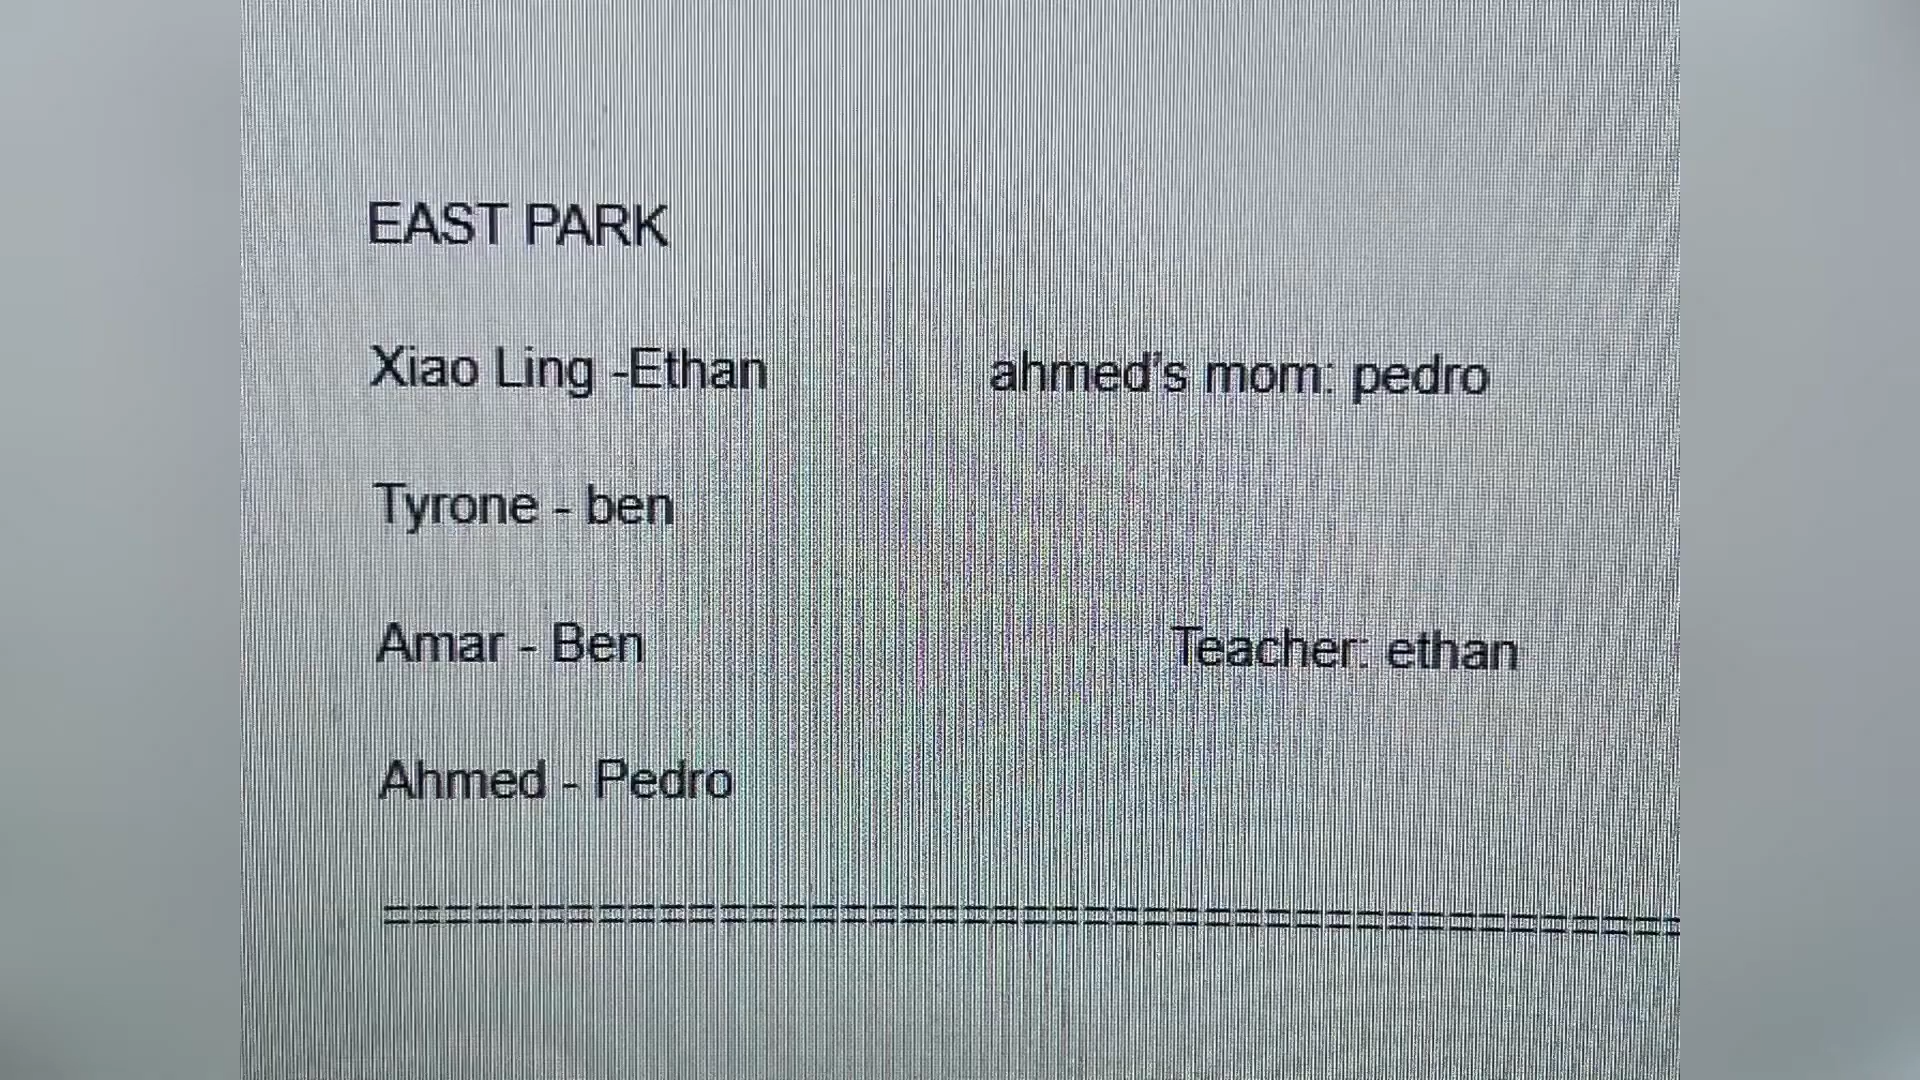 EAST PARK
Xiao Ling -Ethan ahmed's mom: pedro
Tyrone - ben
Amar - Ben Teacher: ethan
Ahmed - Pedro
===========================================